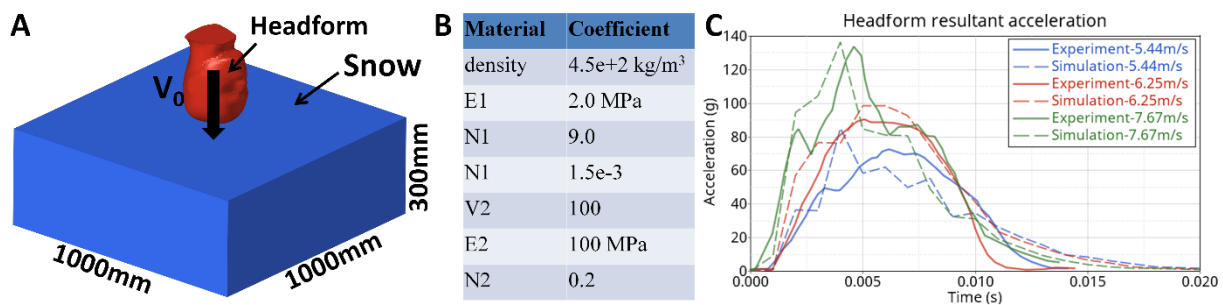 A
Headform
Snow
V0
300mm
1000mm
1000mm
B
Material Coefficient
density 4.5e+2 kg/m³
E1 2.0 MPa
N1 9.0
N1 1.5e-3
V2 100
E2 100 MPa
N2 0.2
C
Headform resultant acceleration
Acceleration (g)
140
120
100
80
60
40
20
0
Experiment-5.44m/s
Simulation-5.44m/s
Experiment-6.25m/s
Simulation-6.25m/s
Experiment-7.67m/s
Simulation-7.67m/s
0.000 0.005 0.010 0.015 0.020
Time (s)